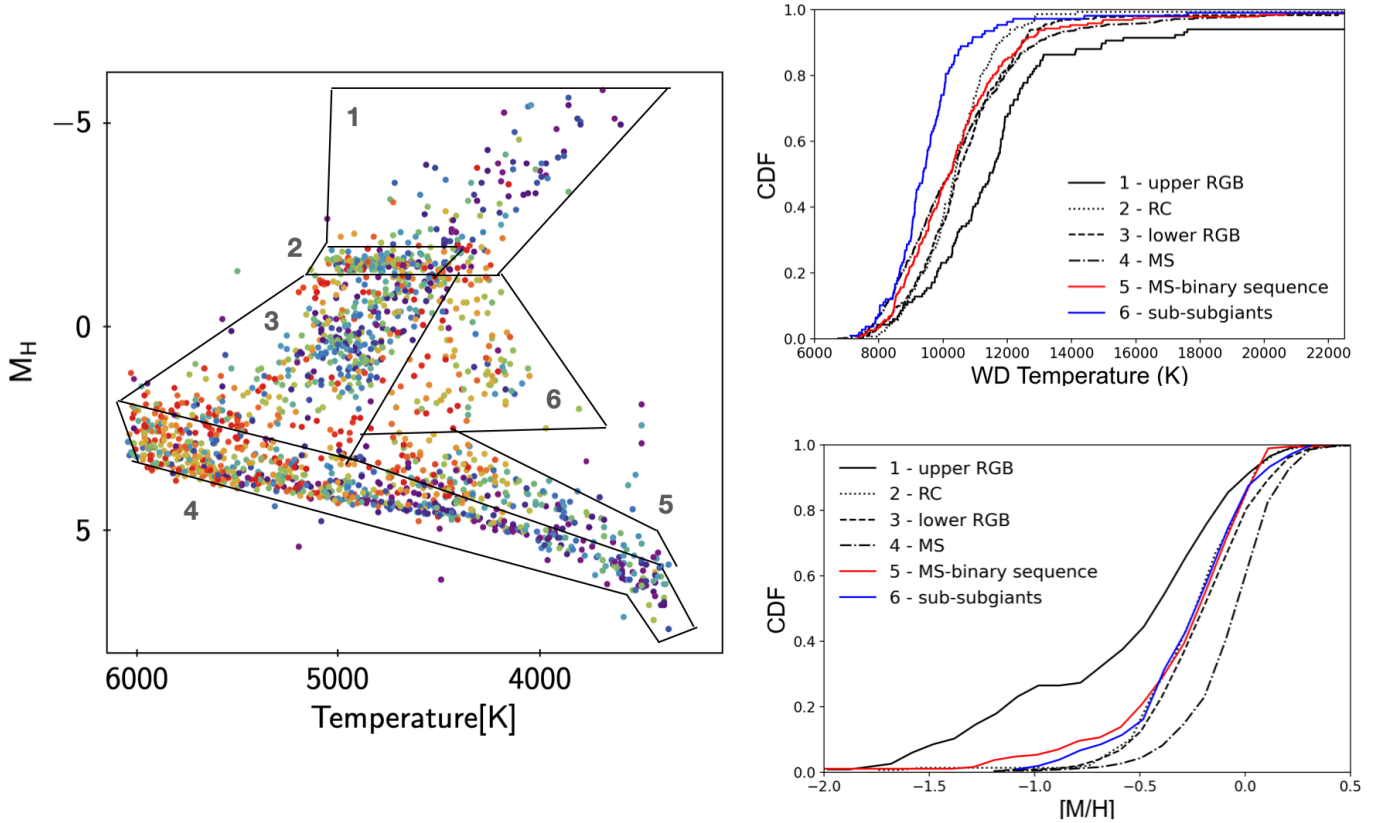 −5
0
5
M_H
6000 5000 4000
Temperature[K]
1
2
3
4
5
6
1.0
0.8
0.6
0.4
0.2
0.0
CDF
6000 8000 10000 12000 14000 16000 18000 20000 22000
WD Temperature (K)
1 - upper RGB
2 - RC
3 - lower RGB
4 - MS
5 - MS-binary sequence
6 - sub-subgiants
1.0
0.8
0.6
0.4
0.2
0.0
CDF
−2.0 −1.5 −1.0 −0.5 0.0 0.5
[M/H]
1 - upper RGB
2 - RC
3 - lower RGB
4 - MS
5 - MS-binary sequence
6 - sub-subgiants